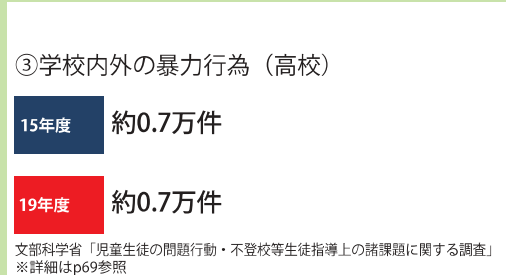 ③学校内外の暴力行為（高校）
15年度 約0.7万件
19年度 約0.7万件
文部科学省「児童生徒の問題行動・不登校等生徒指導上の諸課題に関する調査」
※詳細はp69参照